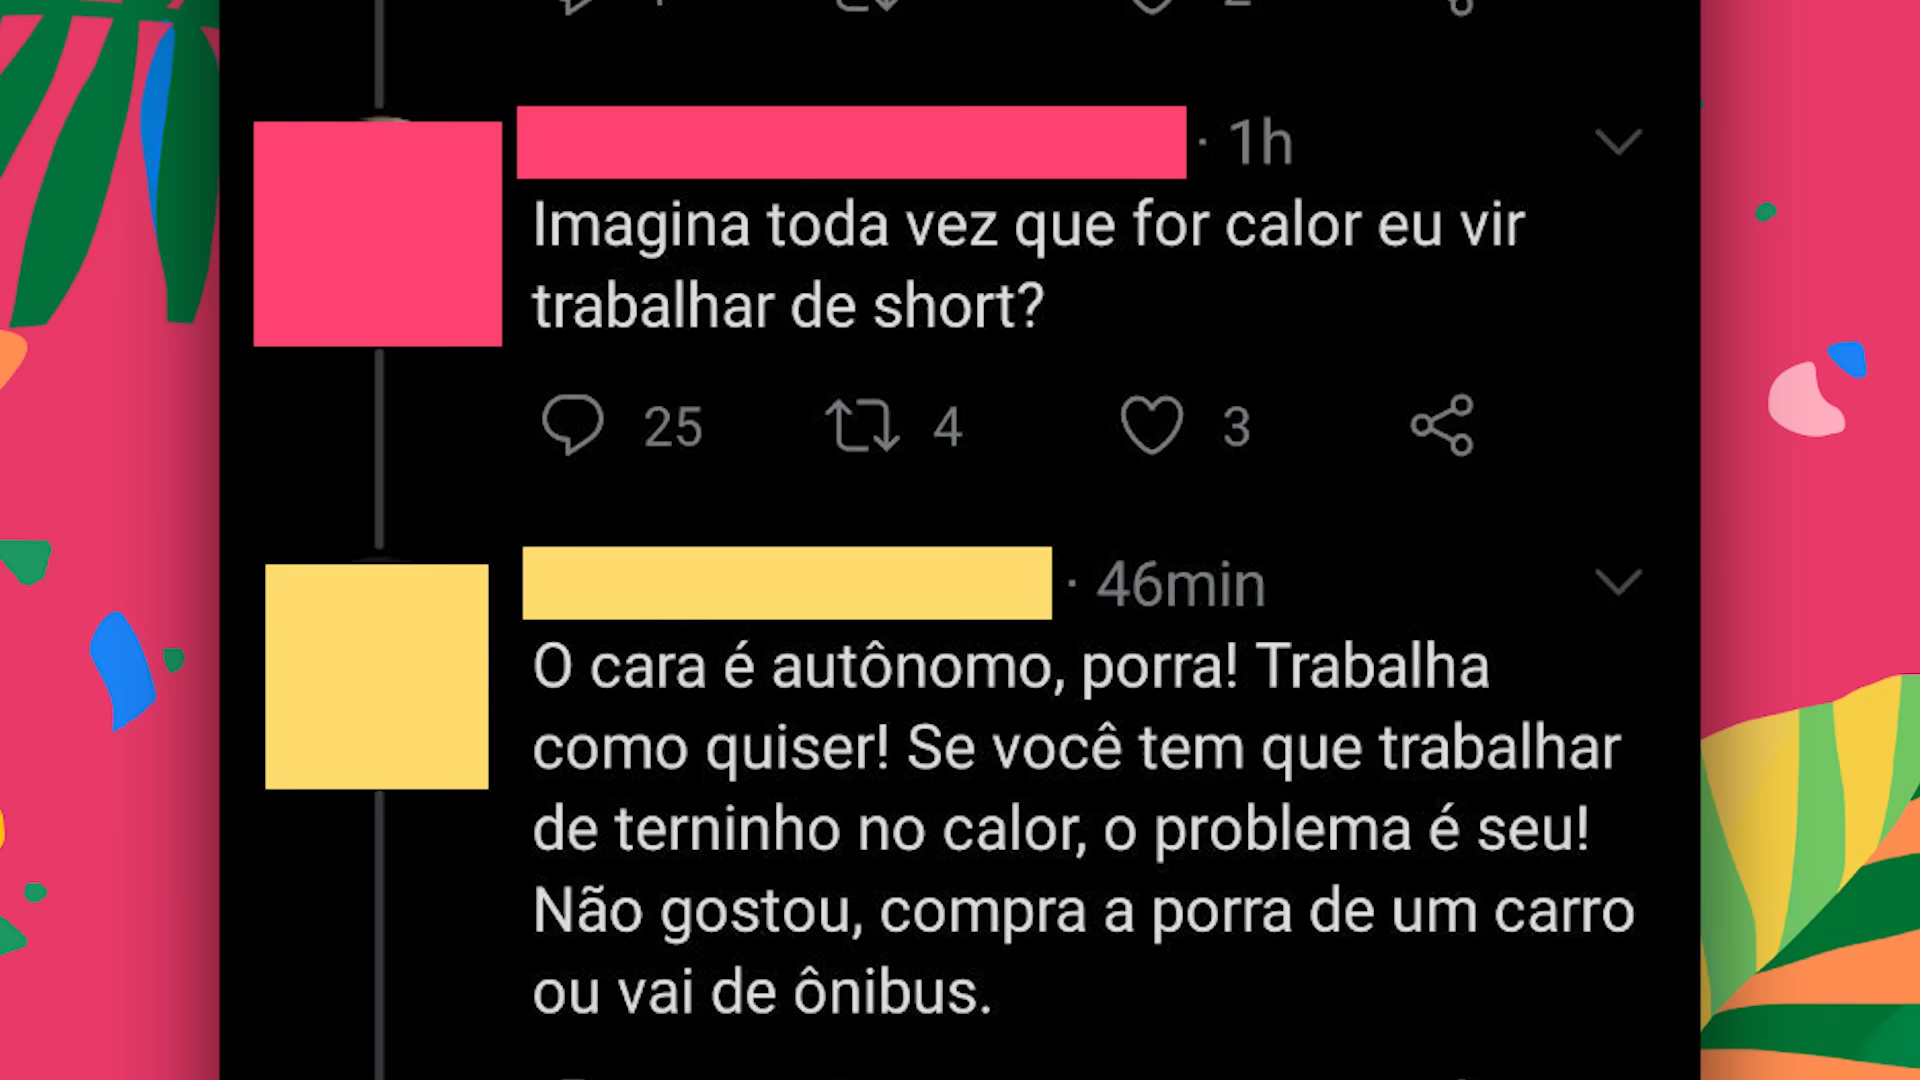 · 1h
Imagina toda vez que for calor eu vir
trabalhar de short?
25 4 3
· 46min
O cara é autônomo, porra! Trabalha
como quiser! Se você tem que trabalhar
de terninho no calor, o problema é seu!
Não gostou, compra a porra de um carro
ou vai de ônibus.